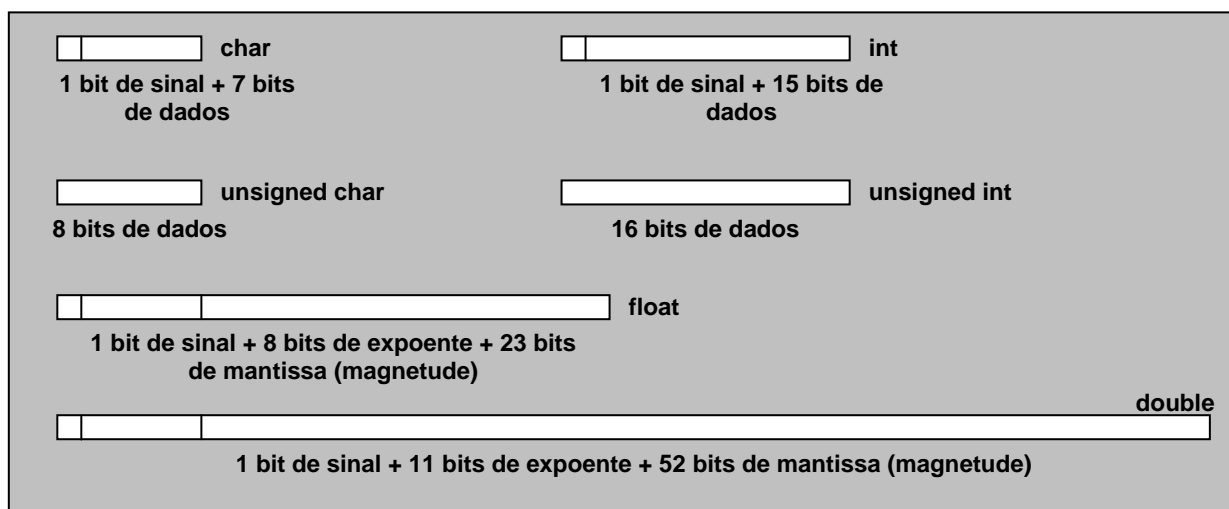 char
1 bit de sinal + 7 bits
de dados
int
1 bit de sinal + 15 bits de
dados
unsigned char
8 bits de dados
unsigned int
16 bits de dados
float
1 bit de sinal + 8 bits de expoente + 23 bits
de mantissa (magnetude)
double
1 bit de sinal + 11 bits de expoente + 52 bits de mantissa (magnetude)